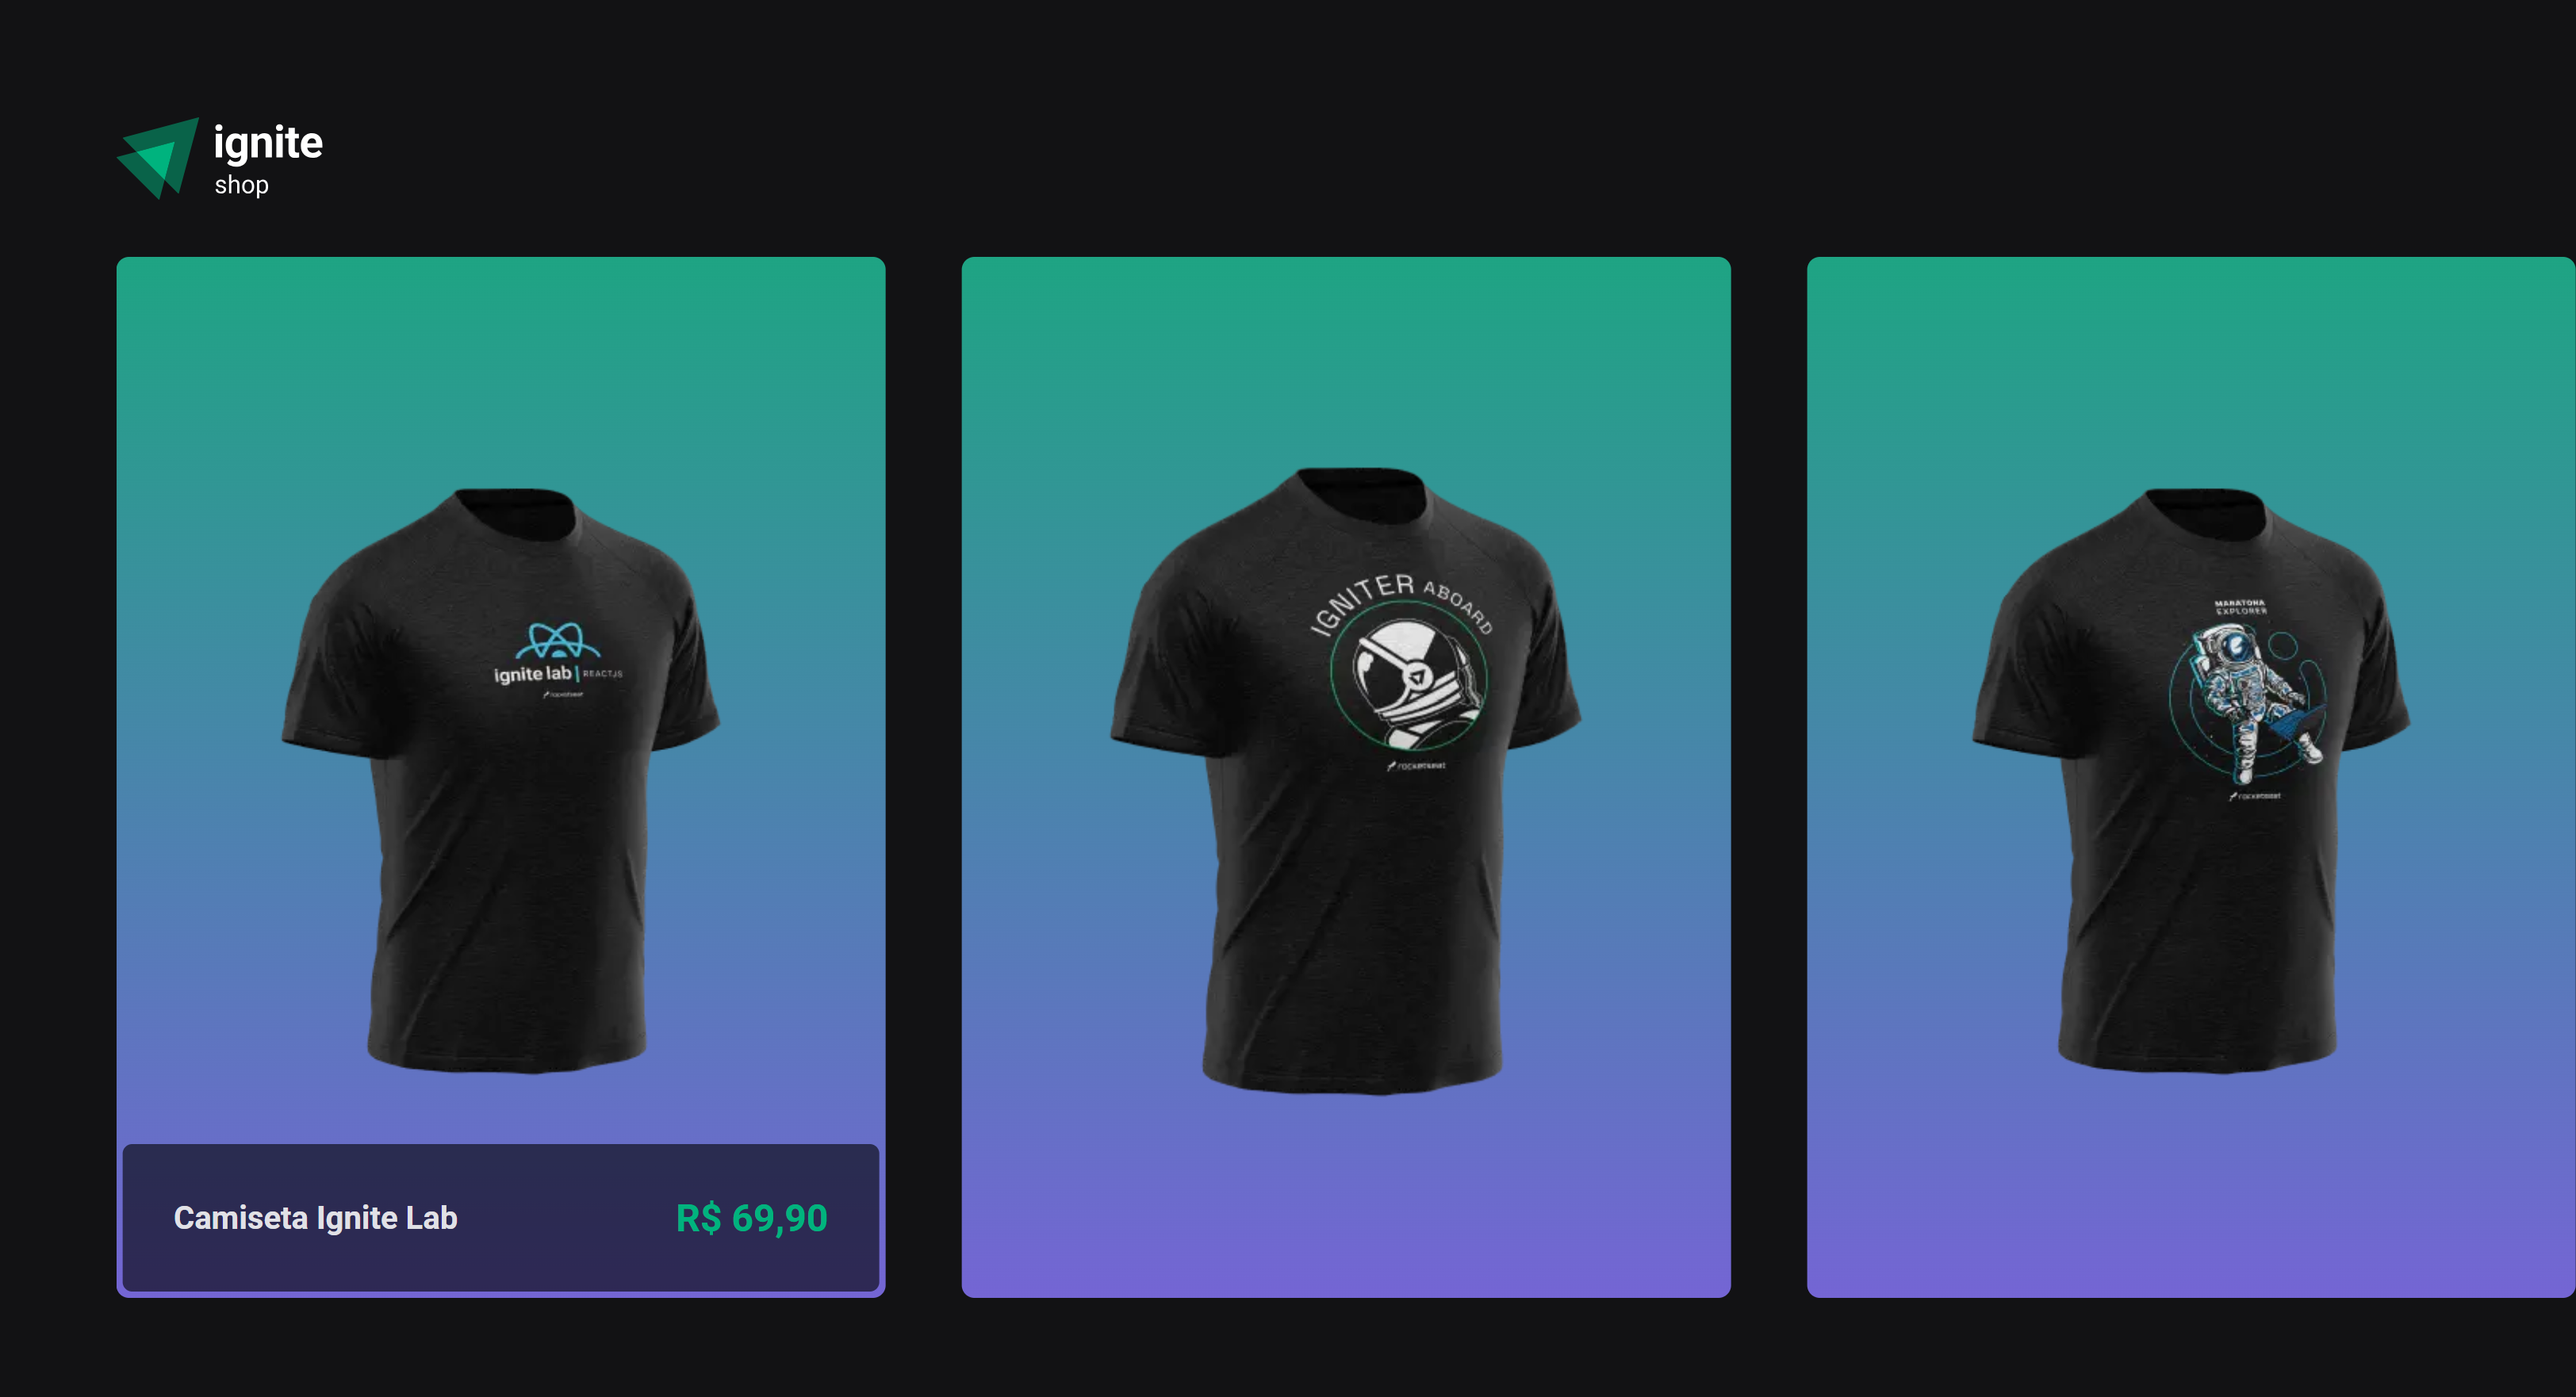 ignite
shop
ignite lab | REACTJS
rocketseat
IGNITER ABOARD
rocketseat
MARATONA
EXPLORER
rocketseat
Camiseta Ignite Lab
R$ 69,90